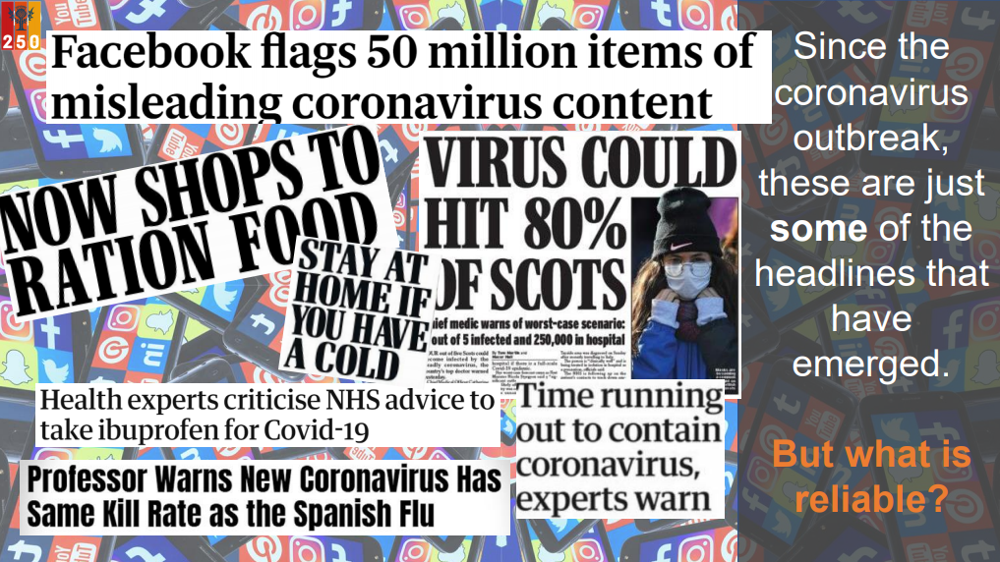 250
Facebook flags 50 million items of
misleading coronavirus content
NOW SHOPS TO
RATION FOOD
STAY AT
HOME IF
YOU HAVE
A COLD
VIRUS COULD
HIT 80%
OF SCOTS
ief medic warns of worst-case scenario:
out of 5 infected and 250,000 in hospital
Health experts criticise NHS advice to
take ibuprofen for Covid-19
Time running
out to contain
coronavirus,
experts warn
Professor Warns New Coronavirus Has
Same Kill Rate as the Spanish Flu
Since the
coronavirus
outbreak,
these are just
some of the
headlines that
have
emerged.
But what is
reliable?